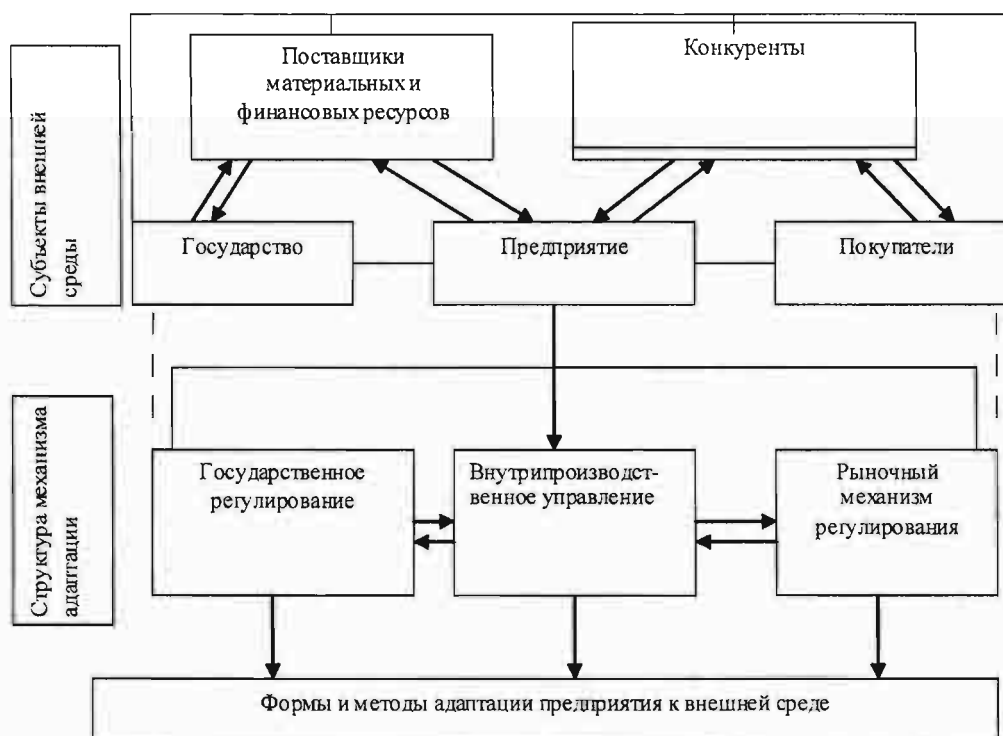 Субъекты внешней
среды
Поставщики
материальных и
финансовых ресурсов
Конкуренты
Государство
Предприятие
Покупатели
Структура механизма
адаптации
Государственное
регулирование
Внутрипроизводст-
венное управление
Рыночный
механизм
регулирования
Формы и методы адаптации предприятия к внешней среде